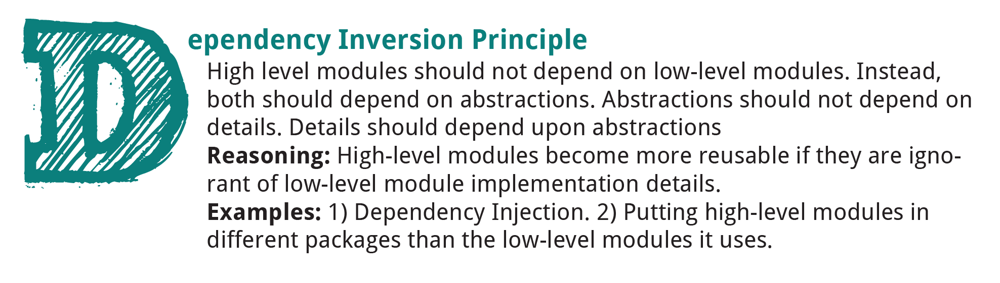 Dependency Inversion Principle
High level modules should not depend on low-level modules. Instead,
both should depend on abstractions. Abstractions should not depend on
details. Details should depend upon abstractions
Reasoning: High-level modules become more reusable if they are igno-
rant of low-level module implementation details.
Examples: 1) Dependency Injection. 2) Putting high-level modules in
different packages than the low-level modules it uses.